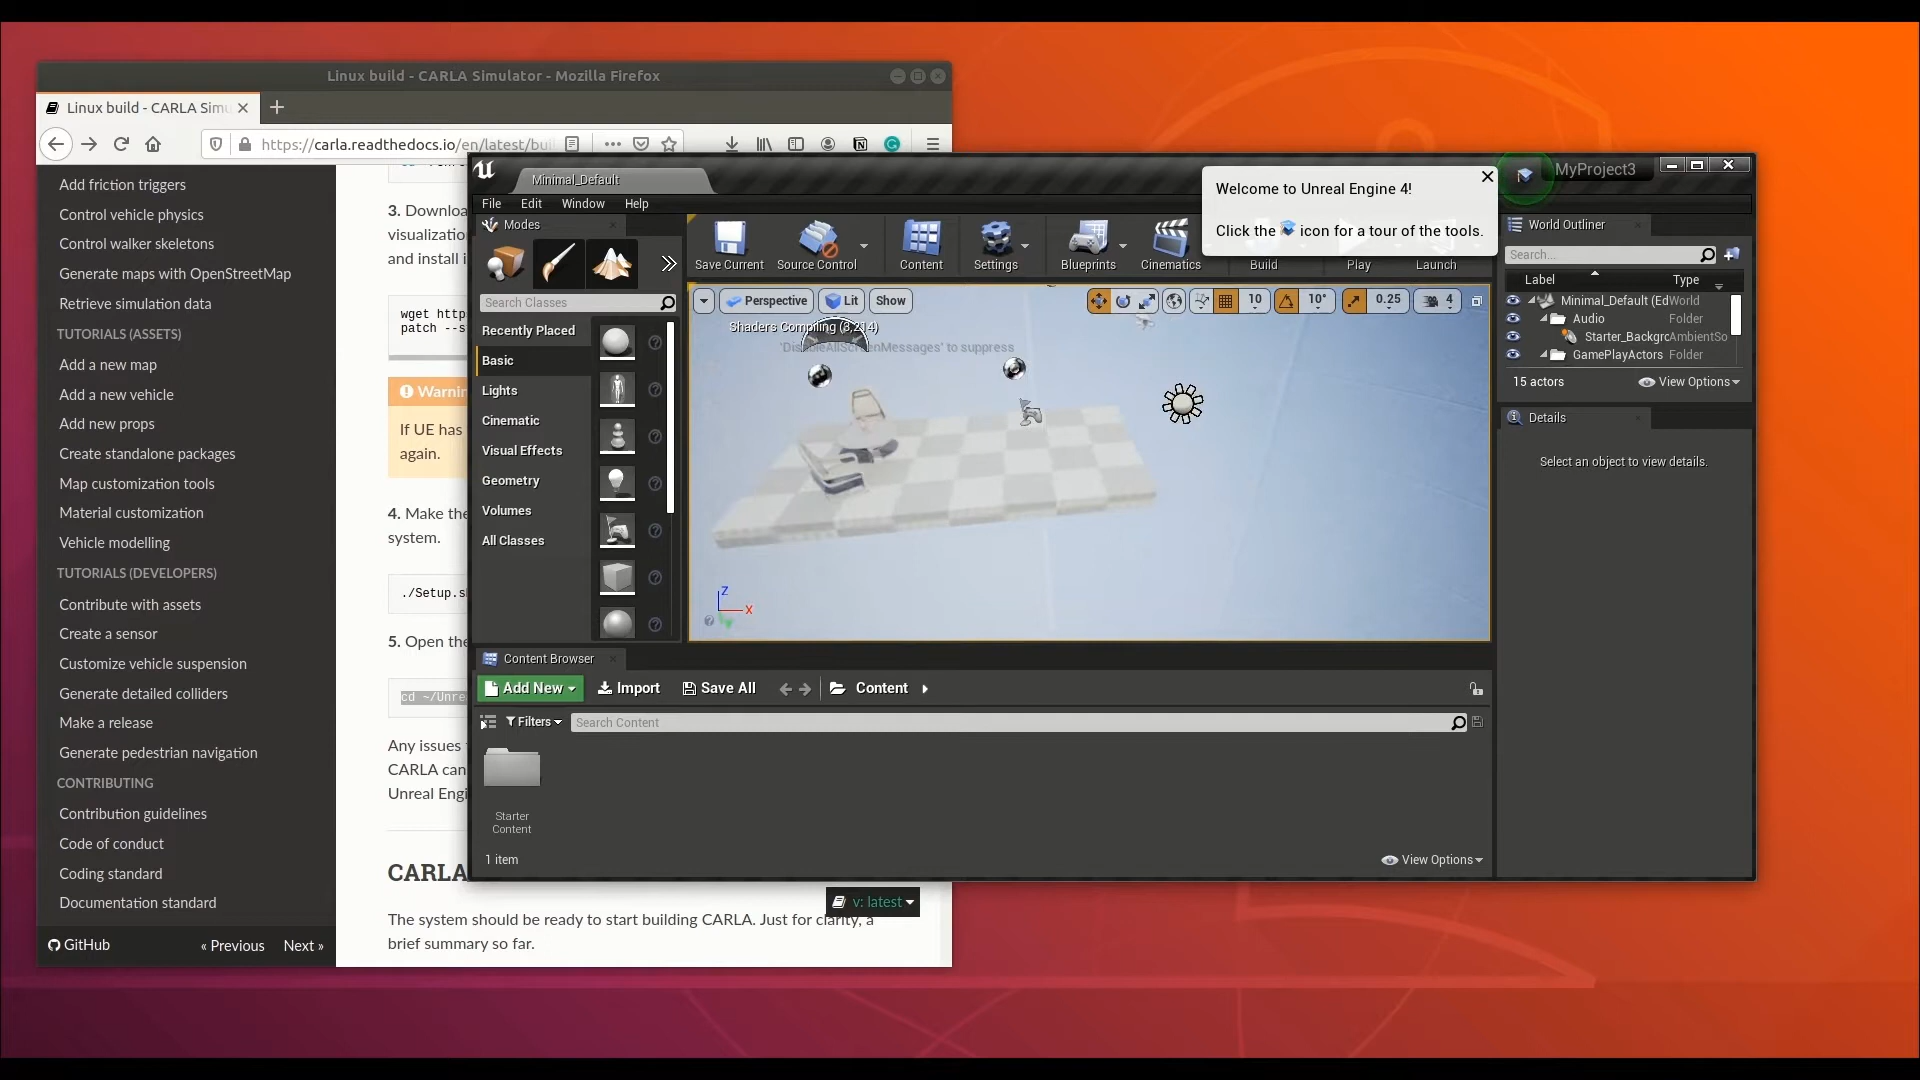 Linux build - CARLA Simulator - Mozilla Firefox
Linux build - CARLA Simu
https://carla.readthedocs.io/en/latest/bui
Add friction triggers
Control vehicle physics
Control walker skeletons
Generate maps with OpenStreetMap
Retrieve simulation data
TUTORIALS (ASSETS)
Add a new map
Add a new vehicle
Add new props
Create standalone packages
Map customization tools
Material customization
Vehicle modelling
TUTORIALS (DEVELOPERS)
Contribute with assets
Create a sensor
Customize vehicle suspension
Generate detailed colliders
Make a release
Generate pedestrian navigation
CONTRIBUTING
Contribution guidelines
Code of conduct
Coding standard
Documentation standard
GitHub
« Previous
Next »
3. Downloa
visualizatio
and install i
wget http
patch --s
Warnin
If UE has
again.
4. Make the
system.
./Setup.s
5. Open the
cd ~/Unre
Any issues
CARLA can
Unreal Engi
CARLA
The system should be ready to start building CARLA. Just for clarity, a
brief summary so far.
v: latest
Minimal_Default
MyProject3
File Edit Window Help
Welcome to Unreal Engine 4!
Click the icon for a tour of the tools.
Modes
Save Current
Source Control
Content
Settings
Blueprints
Cinematics
Build
Play
Launch
Search Classes
Recently Placed
Basic
Lights
Cinematic
Visual Effects
Geometry
Volumes
All Classes
Perspective
Lit
Show
10
10°
0.25
4
Shaders Compiling (8,214)
'DisableAllScreenMessages' to suppress
Z
X
World Outliner
Search...
Label Type
Minimal_Default (Ed World
Audio Folder
Starter_Backgrc AmbientSo
GamePlayActors Folder
15 actors
View Options
Details
Select an object to view details.
Content Browser
Add New
Import
Save All
Content
Filters
Search Content
Starter
Content
1 item
View Options